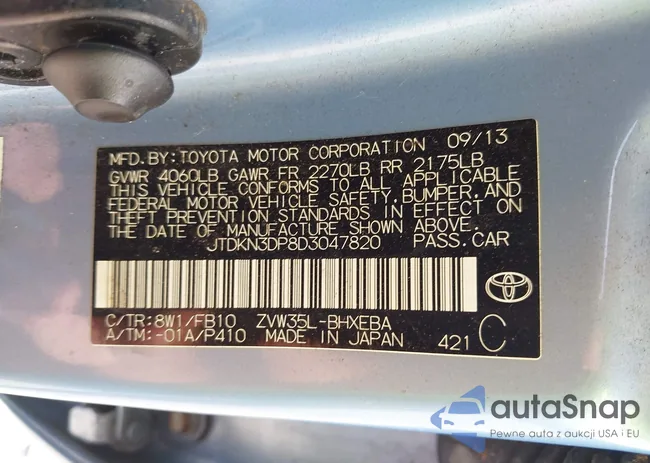 MFD.BY:TOYOTA MOTOR CORPORATION 09/13
GVWR 4060LB GAWR FR 2270LB RR 2175LB
THIS VEHICLE CONFORMS TO ALL APPLICABLE
FEDERAL MOTOR VEHICLE SAFETY,BUMPER,AND
THEFT PREVENTION STANDARDS IN EFFECT ON
THE DATE OF MANUFACTURE SHOWN ABOVE.
JTDKN3DP8D3047820 PASS.CAR
C/TR:8W1/FB10 ZVW35L-BHXEBA
A/TM:-01A/P410 MADE IN JAPAN 421 C
autoSnap
Pewne auta z aukcji USA i EU